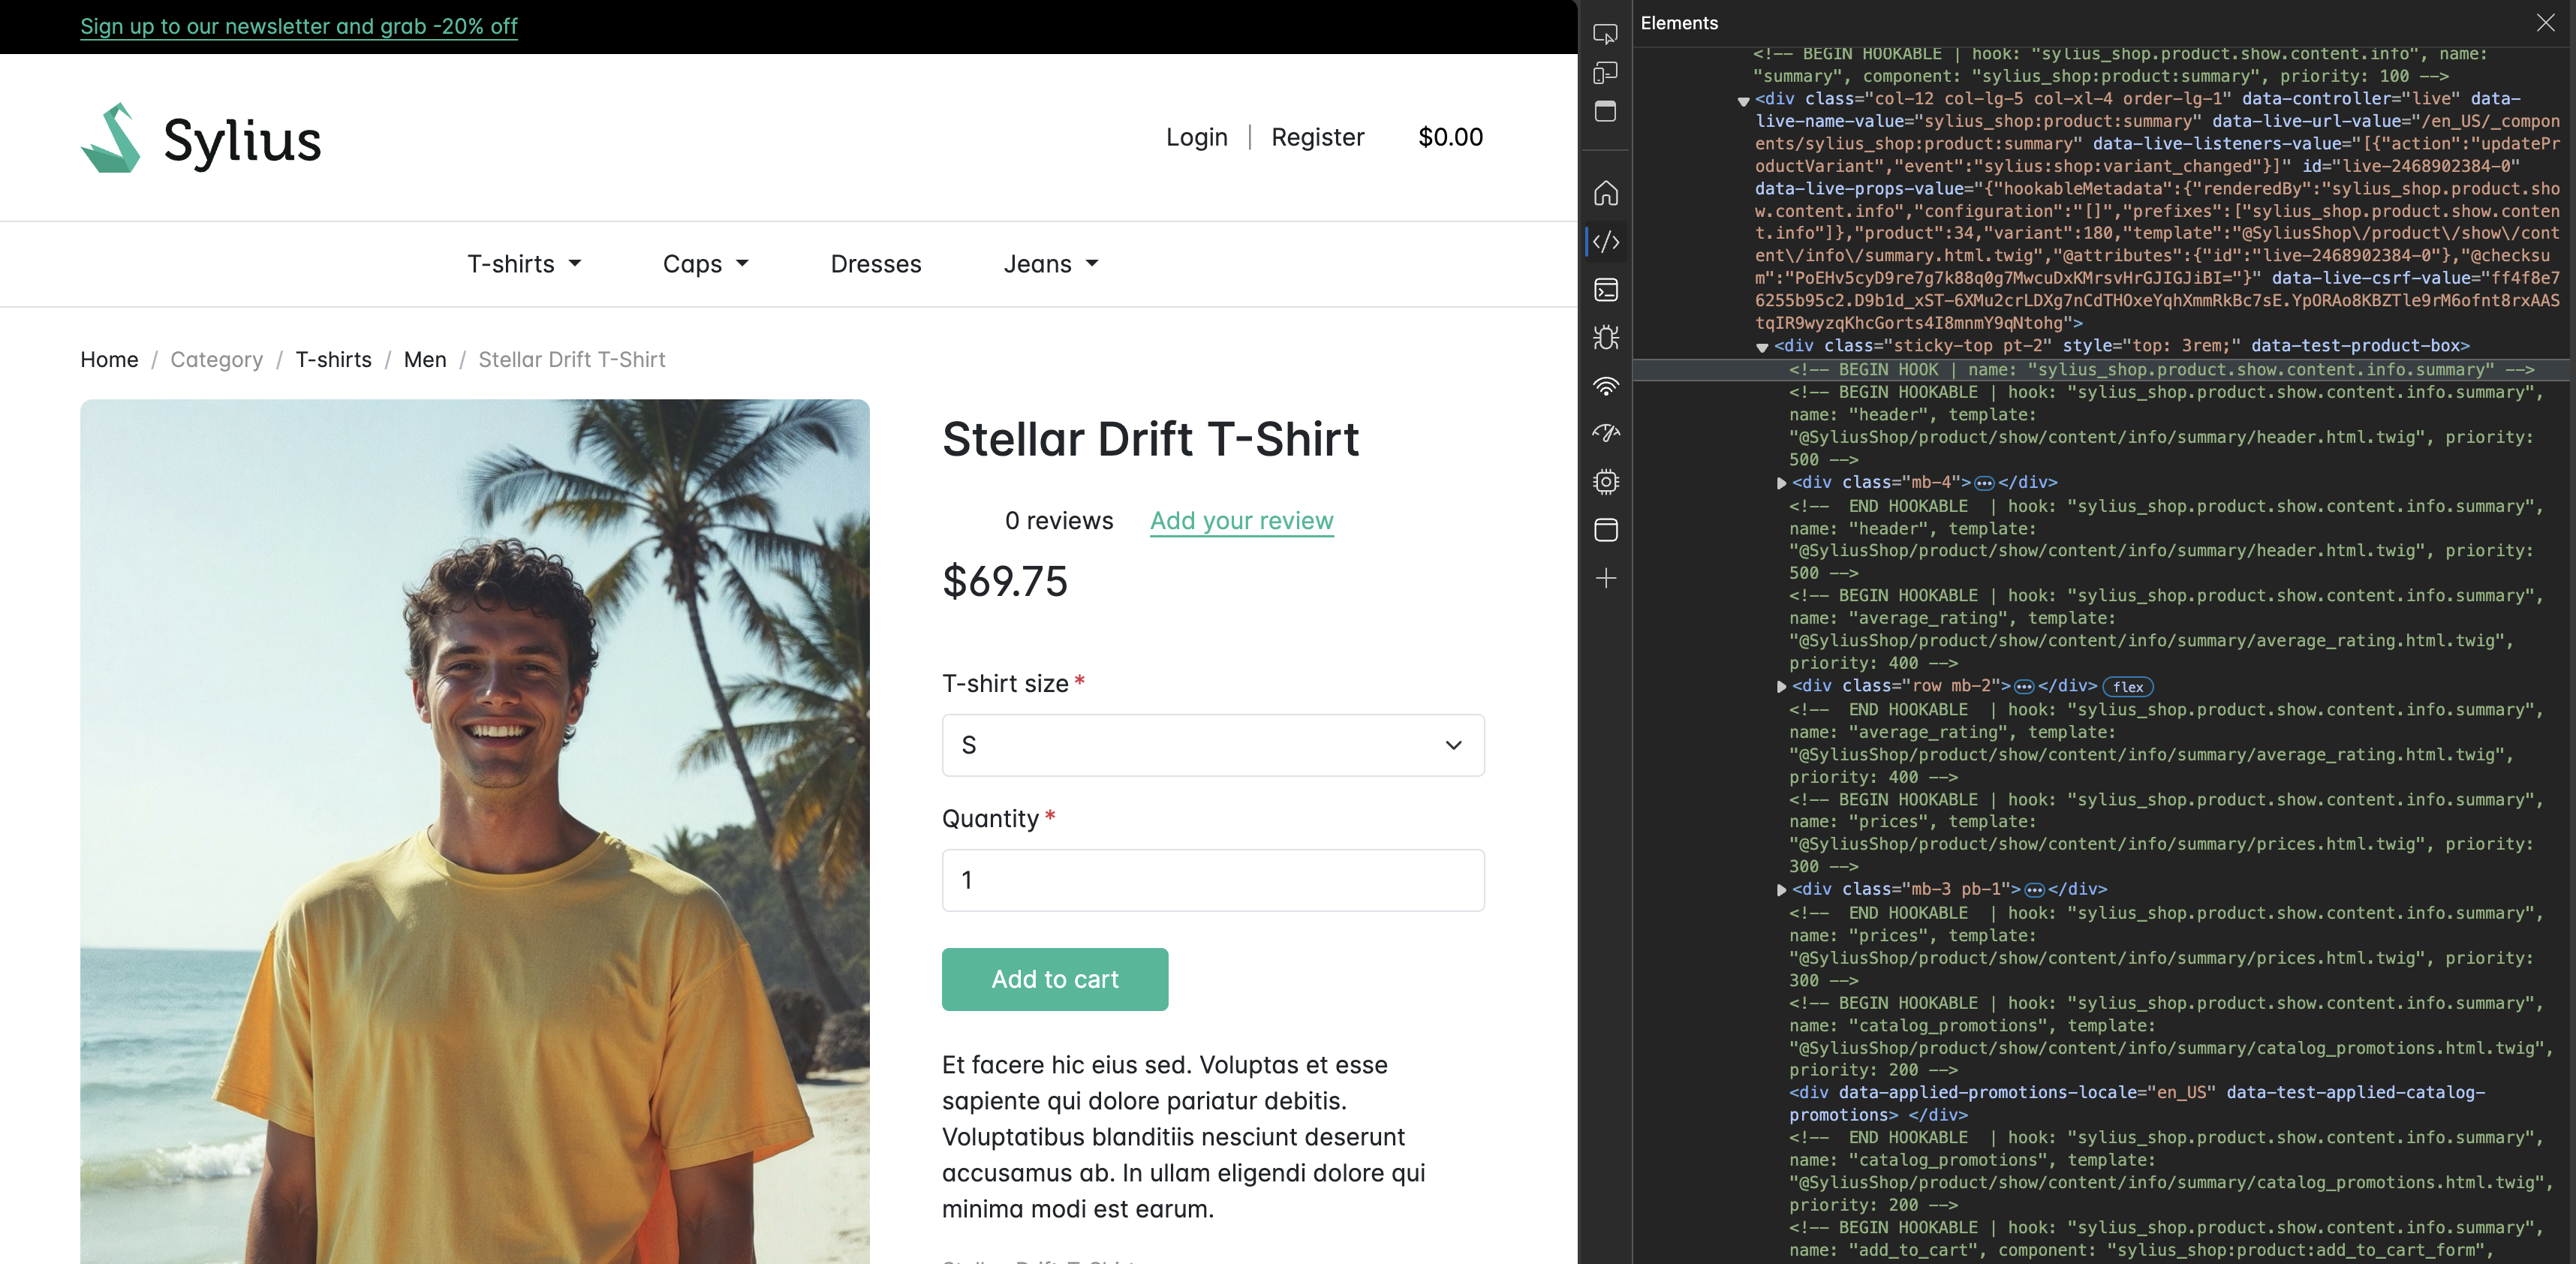 Sign up to our newsletter and grab -20% off
Sylius
Login | Register $0.00
T-shirts Caps Dresses Jeans
Home / Category / T-shirts / Men / Stellar Drift T-Shirt
Stellar Drift T-Shirt
0 reviews Add your review
$69.75
T-shirt size *
S
Quantity *
1
Add to cart
Et facere hic eius sed. Voluptas et esse
sapiente qui dolore pariatur debitis.
Voluptatibus blanditiis nesciunt deserunt
accusamus ab. In ullam eligendi dolore qui
minima modi est earum.
Elements
<!-- BEGIN HOOKABLE | hook: "sylius_shop.product.show.content.info", name:
"summary", component: "sylius_shop:product:summary", priority: 100 -->
<div class="col-12 col-lg-5 col-xl-4 order-lg-1" data-controller="live" data-
live-name-value="sylius_shop:product:summary" data-live-url-value="/en_US/_compon
ents/sylius_shop:product:summary" data-live-listeners-value="[{"action":"updatePr
oductVariant","event":"sylius:shop:variant_changed"}]" id="live-2468902384-0"
data-live-props-value="{"hookableMetadata":{"renderedBy":"sylius_shop.product.sho
w.content.info","configuration":"[]","prefixes":["sylius_shop.product.show.conten
t.info"]},"product":34,"variant":180,"template":"@SyliusShop\/product\/show\/cont
ent\/info\/summary.html.twig","@attributes":{"id":"live-2468902384-0"},"@checksu
m":"PoEHv5cyD9re7g7k88q0g7MwcuDxKMrsvHrGJIGJiBI="}" data-live-csrf-value="ff4f8e7
6255b95c2.D9b1d_xST-6XMu2crLDXg7nCdTHOxeYqhXmmRkBc7sE.YpORAo8KBZTle9rM6ofnt8rxAAS
tqIR9wyzqKhcGorts4I8mnmY9qNtohg">
<div class="sticky-top pt-2" style="top: 3rem;" data-test-product-box>
<!-- BEGIN HOOK | name: "sylius_shop.product.show.content.info.summary" -->
<!-- BEGIN HOOKABLE | hook: "sylius_shop.product.show.content.info.summary",
name: "header", template:
"@SyliusShop/product/show/content/info/summary/header.html.twig", priority:
500 -->
<div class="mb-4">…</div>
<!--  END HOOKABLE  | hook: "sylius_shop.product.show.content.info.summary",
name: "header", template:
"@SyliusShop/product/show/content/info/summary/header.html.twig", priority:
500 -->
<!-- BEGIN HOOKABLE | hook: "sylius_shop.product.show.content.info.summary",
name: "average_rating", template:
"@SyliusShop/product/show/content/info/summary/average_rating.html.twig",
priority: 400 -->
<div class="row mb-2">…</div> flex
<!--  END HOOKABLE  | hook: "sylius_shop.product.show.content.info.summary",
name: "average_rating", template:
"@SyliusShop/product/show/content/info/summary/average_rating.html.twig",
priority: 400 -->
<!-- BEGIN HOOKABLE | hook: "sylius_shop.product.show.content.info.summary",
name: "prices", template:
"@SyliusShop/product/show/content/info/summary/prices.html.twig", priority:
300 -->
<div class="mb-3 pb-1">…</div>
<!--  END HOOKABLE  | hook: "sylius_shop.product.show.content.info.summary",
name: "prices", template:
"@SyliusShop/product/show/content/info/summary/prices.html.twig", priority:
300 -->
<!-- BEGIN HOOKABLE | hook: "sylius_shop.product.show.content.info.summary",
name: "catalog_promotions", template:
"@SyliusShop/product/show/content/info/summary/catalog_promotions.html.twig",
priority: 200 -->
<div data-applied-promotions-locale="en_US" data-test-applied-catalog-
promotions> </div>
<!--  END HOOKABLE  | hook: "sylius_shop.product.show.content.info.summary",
name: "catalog_promotions", template:
"@SyliusShop/product/show/content/info/summary/catalog_promotions.html.twig",
priority: 200 -->
<!-- BEGIN HOOKABLE | hook: "sylius_shop.product.show.content.info.summary",
name: "add_to_cart", component: "sylius_shop:product:add_to_cart_form",